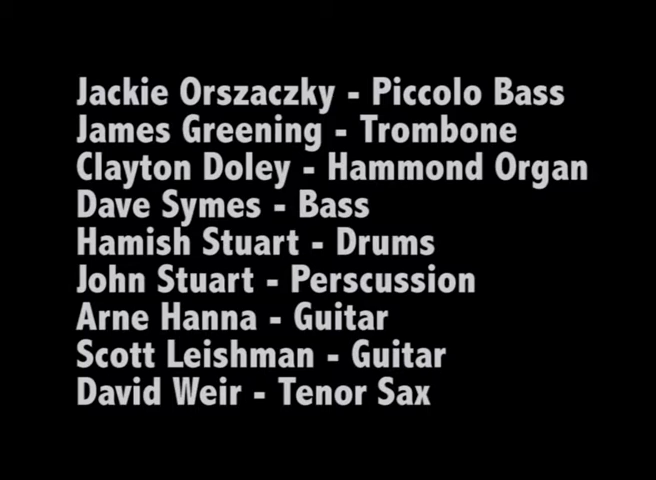 Jackie Orszaczky - Piccolo Bass
James Greening - Trombone
Clayton Doley - Hammond Organ
Dave Symes - Bass
Hamish Stuart - Drums
John Stuart - Perscussion
Arne Hanna - Guitar
Scott Leishman - Guitar
David Weir - Tenor Sax